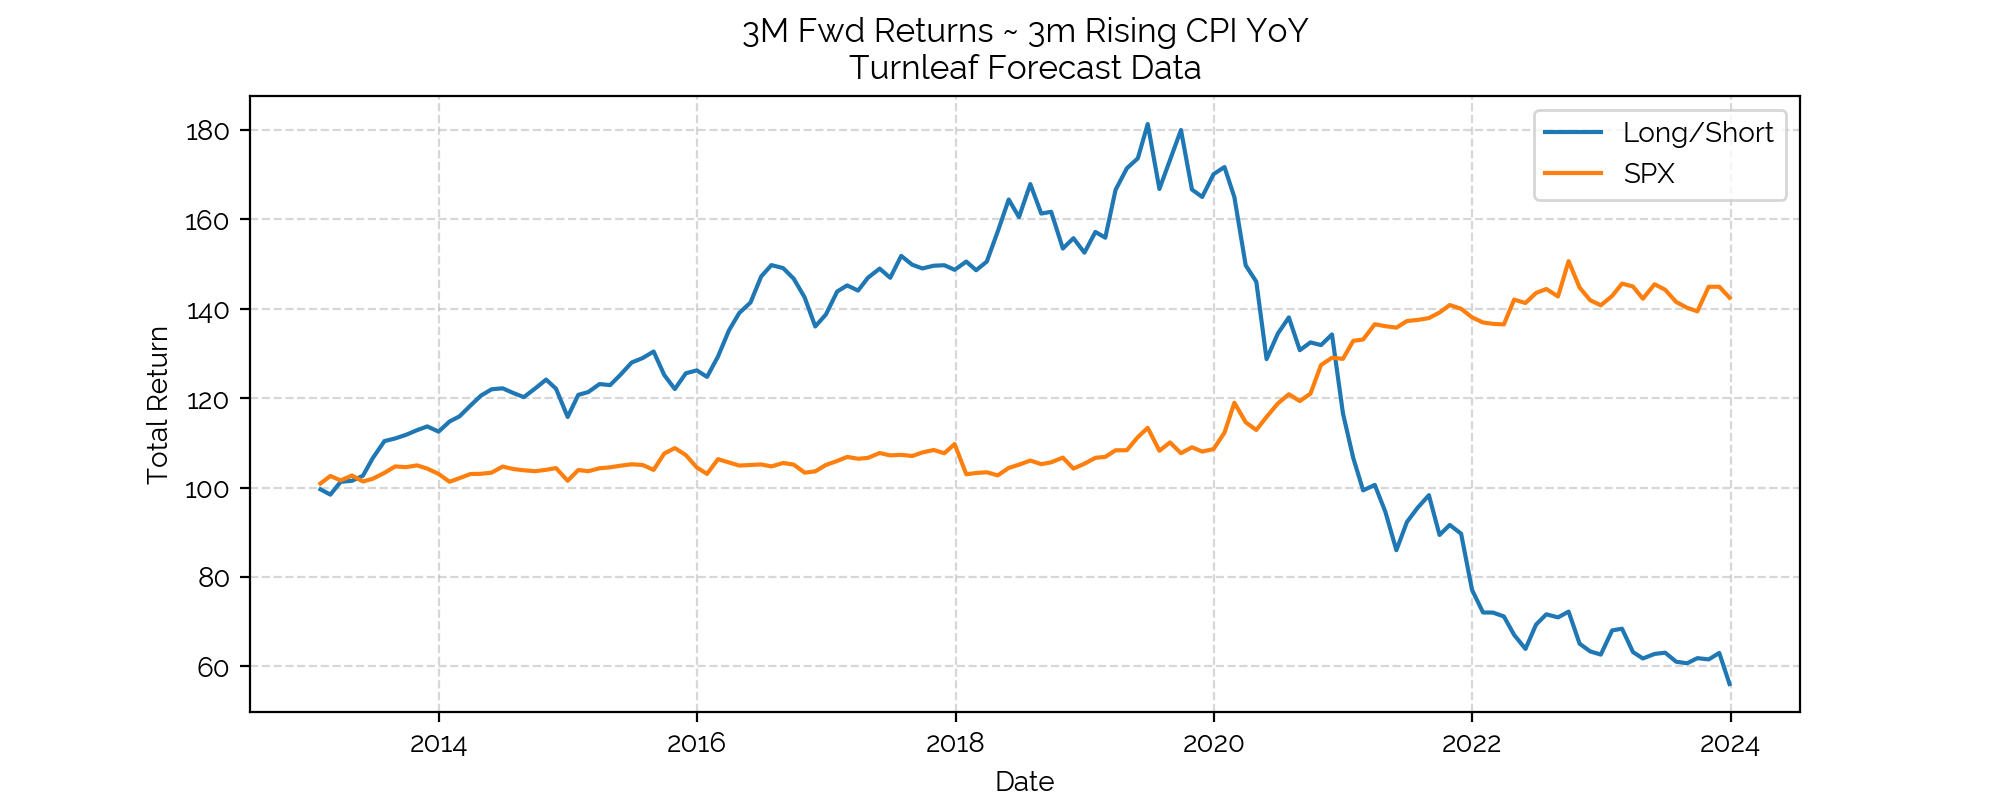 3M Fwd Returns ~ 3m Rising CPI YoY
Turnleaf Forecast Data
Long/Short
SPX
Total Return
180
160
140
120
100
80
60
2014
2016
2018
2020
2022
2024
Date